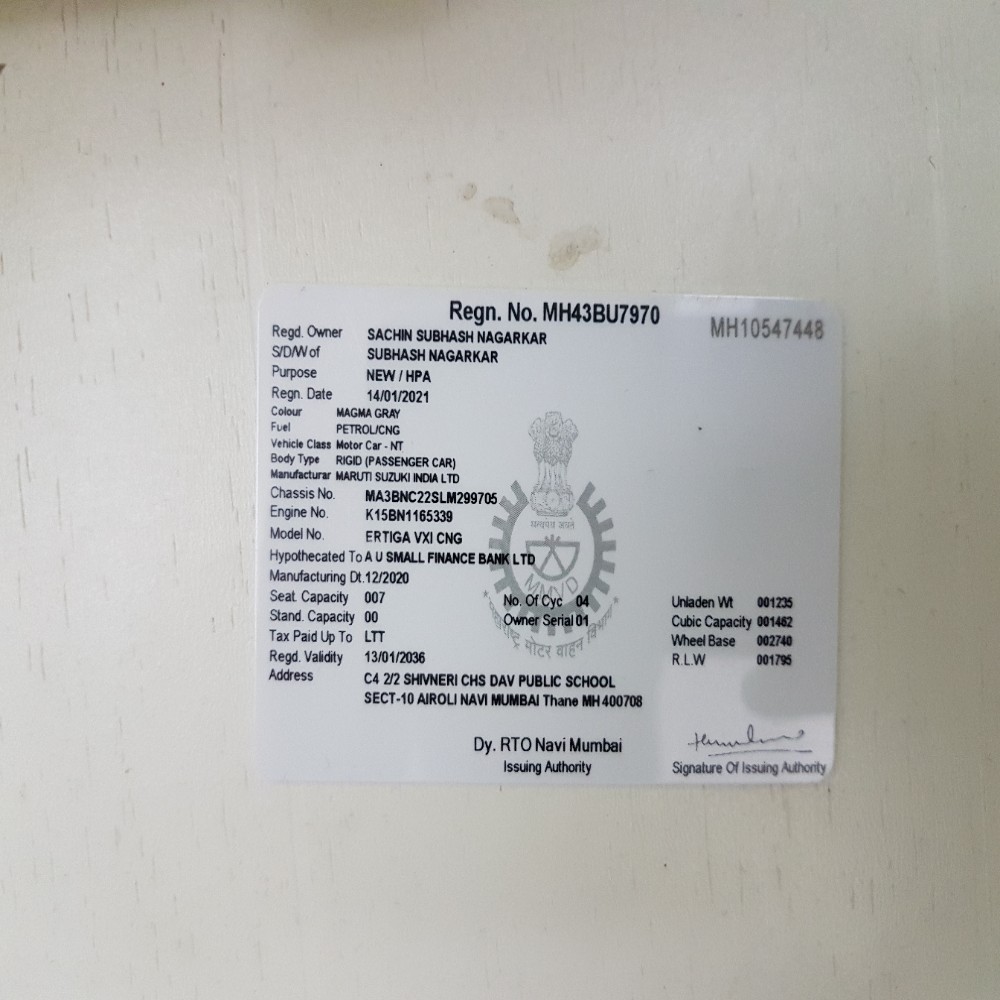 Regn. No. MH43BU7970
MH10547448
Regd. Owner SACHIN SUBHASH NAGARKAR
S/D/W of SUBHASH NAGARKAR
Purpose NEW / HPA
Regn. Date 14/01/2021
Colour MAGMA GRAY
Fuel PETROL/CNG
Vehicle Class Motor Car - NT
Body Type RIGID (PASSENGER CAR)
Manufacturar MARUTI SUZUKI INDIA LTD
Chassis No. MA3BNC22SLM299705
Engine No. K15BN1165339
Model No. ERTIGA VXI CNG
Hypothecated To A U SMALL FINANCE BANK LTD
Manufacturing Dt. 12/2020
Seat Capacity 007 No. Of Cyc 04 Unladen Wt 001235
Stand. Capacity 00 Owner Serial 01 Cubic Capacity 001462
Tax Paid Up To LTT Wheel Base 002740
Regd. Validity 13/01/2036 R.L.W 001795
Address C4 2/2 SHIVNERI CHS DAV PUBLIC SCHOOL
SECT-10 AIROLI NAVI MUMBAI Thane MH 400708
सत्यमेव जयते
MMVD
मोटर वाहन
Dy. RTO Navi Mumbai
Issuing Authority
Signature Of Issuing Authority